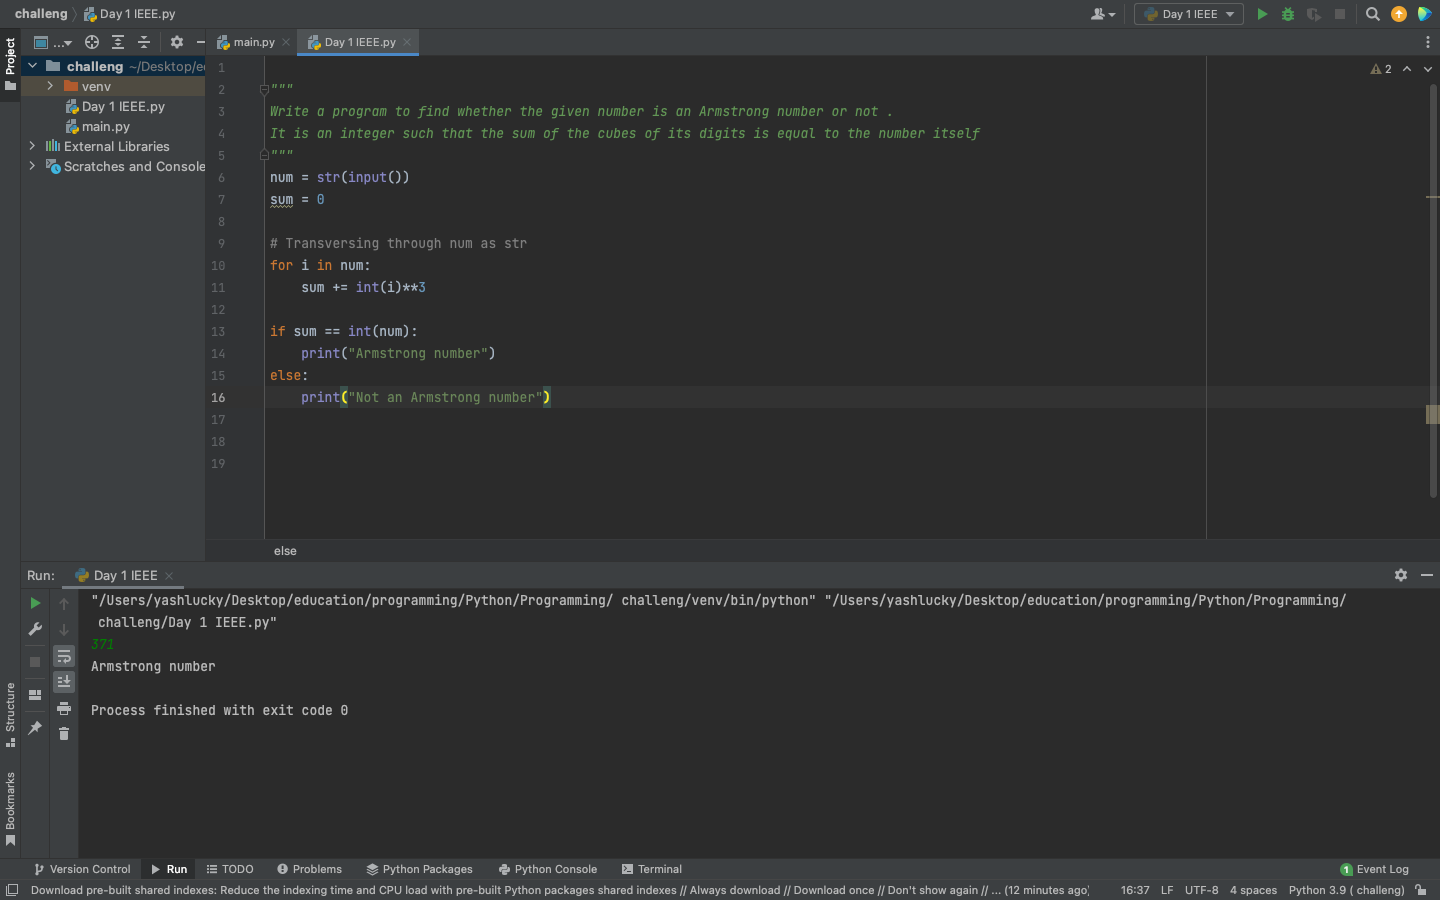 challeng
Day 1 IEEE.py
Day 1 IEEE
Project
...
main.py
Day 1 IEEE.py
challeng ~/Desktop/e
venv
Day 1 IEEE.py
main.py
External Libraries
Scratches and Console
2
1
2 """
3 Write a program to find whether the given number is an Armstrong number or not .
4 It is an integer such that the sum of the cubes of its digits is equal to the number itself
5 """
6 num = str(input())
7 sum = 0
8
9 # Transversing through num as str
10 for i in num:
11 sum += int(i)**3
12
13 if sum == int(num):
14 print("Armstrong number")
15 else:
16 print("Not an Armstrong number")
17
18
19
else
Run: Day 1 IEEE
"/Users/yashlucky/Desktop/education/programming/Python/Programming/ challeng/venv/bin/python" "/Users/yashlucky/Desktop/education/programming/Python/Programming/
challeng/Day 1 IEEE.py"
371
Armstrong number
Process finished with exit code 0
Structure
Bookmarks
Version Control Run TODO Problems Python Packages Python Console Terminal 1 Event Log
Download pre-built shared indexes: Reduce the indexing time and CPU load with pre-built Python packages shared indexes // Always download // Download once // Don't show again // ... (12 minutes ago) 16:37 LF UTF-8 4 spaces Python 3.9 ( challeng)